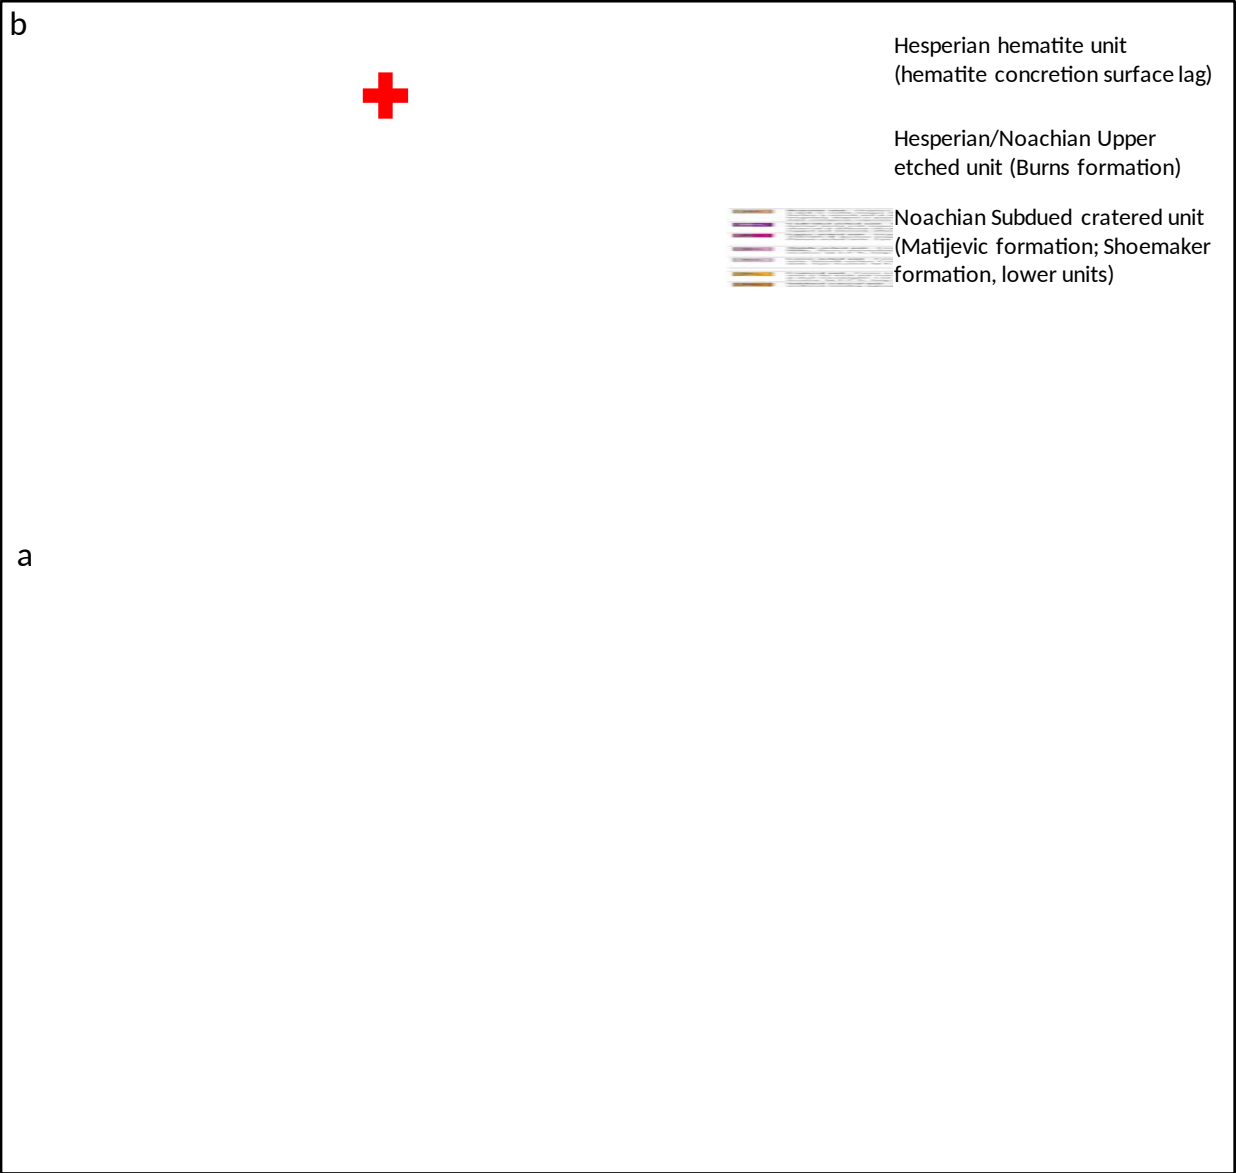 b
Hesperian hematite unit
(hematite concretion surface lag)
Hesperian/Noachian Upper
etched unit (Burns formation)
Noachian Subdued cratered unit
(Matijevic formation; Shoemaker
formation, lower units)
a